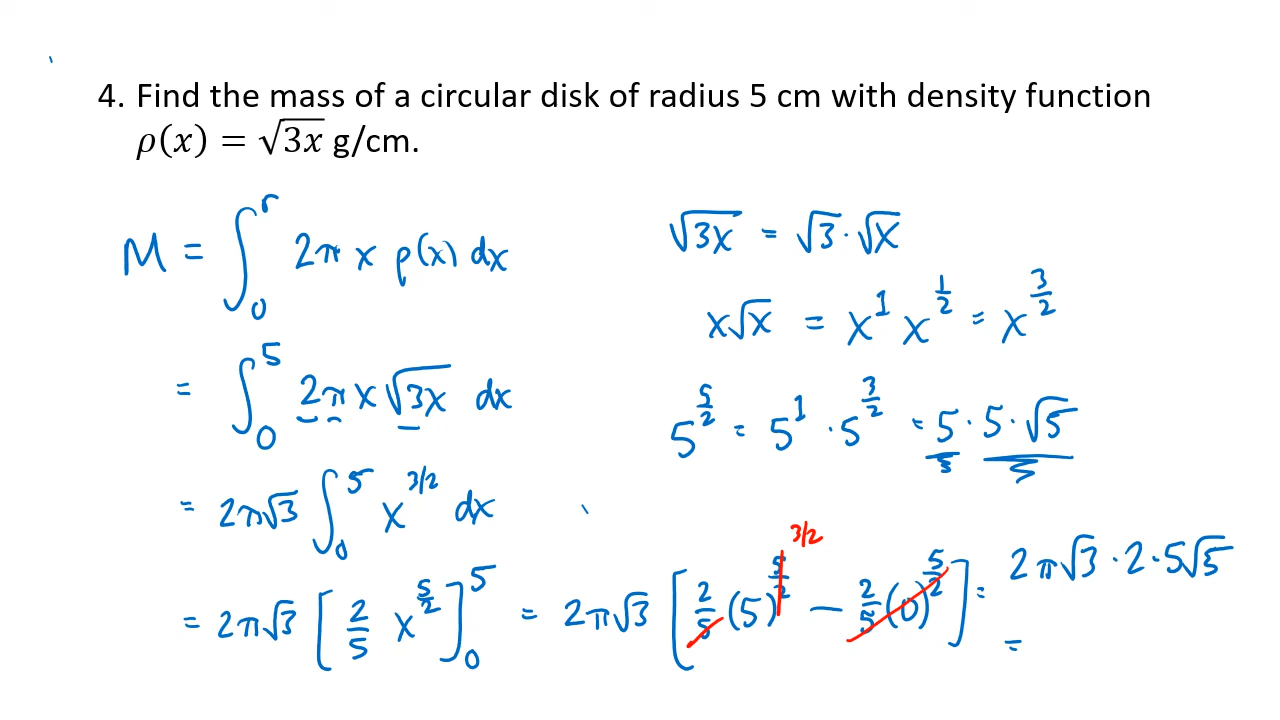 4. Find the mass of a circular disk of radius 5 cm with density function
ρ(x) = √3x g/cm.
M = ∫₀^r 2π x ρ(x) dx
= ∫₀^5 2π x √3x dx
= 2π√3 ∫₀^5 x^3/2 dx
= 2π√3 [2/5 x^5/2]₀^5 = 2π√3 [2/5 (5)^5/2 3/2 − 2/5 (0)^5/2] = 2π√3 · 2 · 5√5
=
√3x = √3 · √x
x√x = x^1 x^1/2 = x^3/2
5^5/2 = 5^1 · 5^3/2 = 5 · 5 · √5